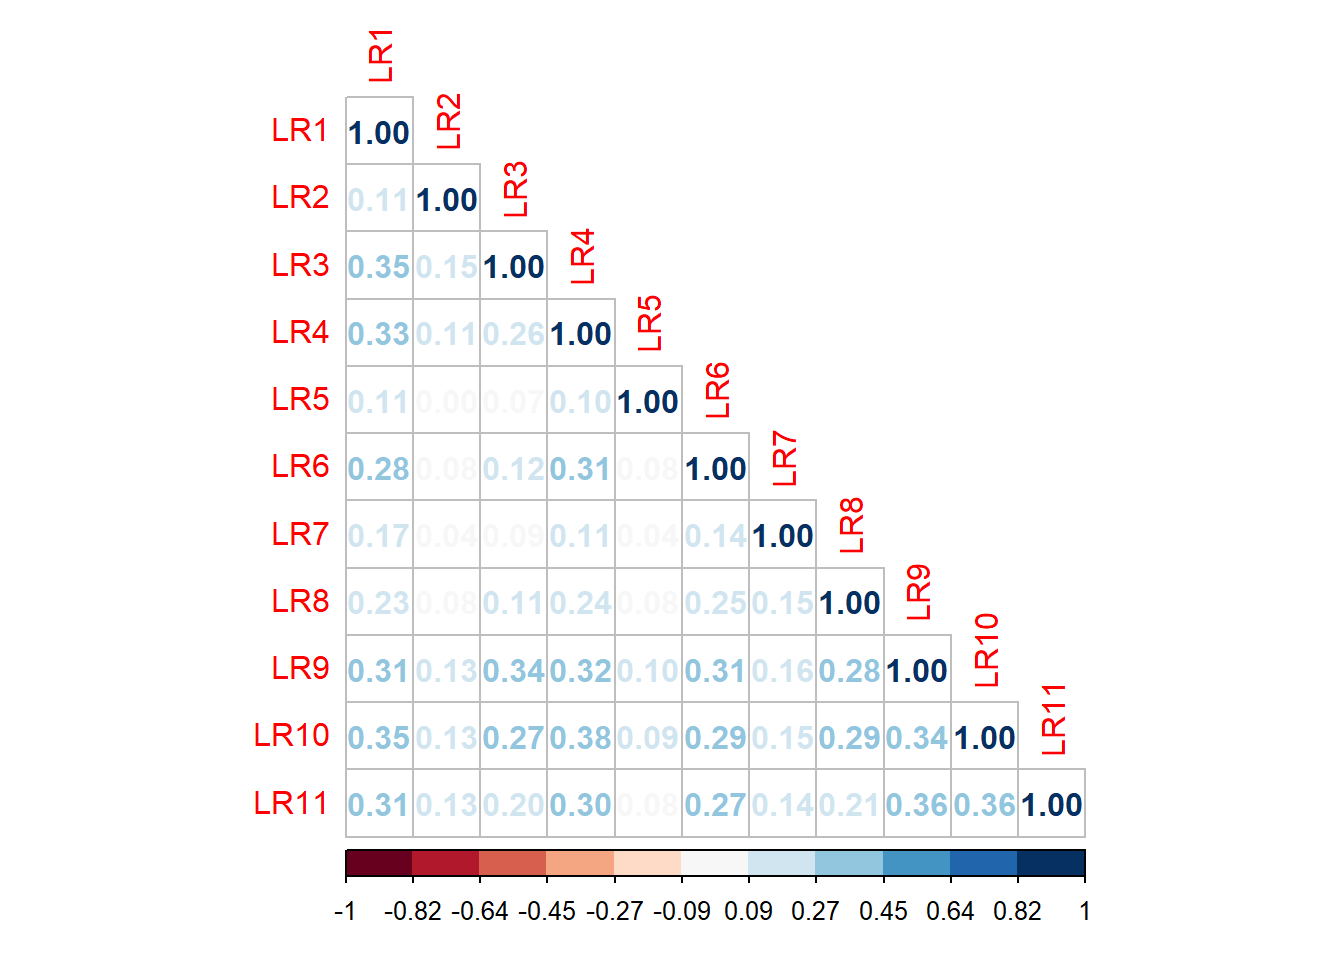 LR1
LR1 1.00 LR2
LR2 0.11 1.00 LR3
LR3 0.35 0.15 1.00 LR4
LR4 0.33 0.11 0.26 1.00 LR5
LR5 0.11 0.00 0.07 0.10 1.00 LR6
LR6 0.28 0.08 0.12 0.31 0.08 1.00 LR7
LR7 0.17 0.04 0.09 0.11 0.04 0.14 1.00 LR8
LR8 0.23 0.08 0.11 0.24 0.08 0.25 0.15 1.00 LR9
LR9 0.31 0.13 0.34 0.32 0.10 0.31 0.16 0.28 1.00 LR10
LR10 0.35 0.13 0.27 0.38 0.09 0.29 0.15 0.29 0.34 1.00 LR11
LR11 0.31 0.13 0.20 0.30 0.08 0.27 0.14 0.21 0.36 0.36 1.00
-1 -0.82 -0.64 -0.45 -0.27 -0.09 0.09 0.27 0.45 0.64 0.82 1